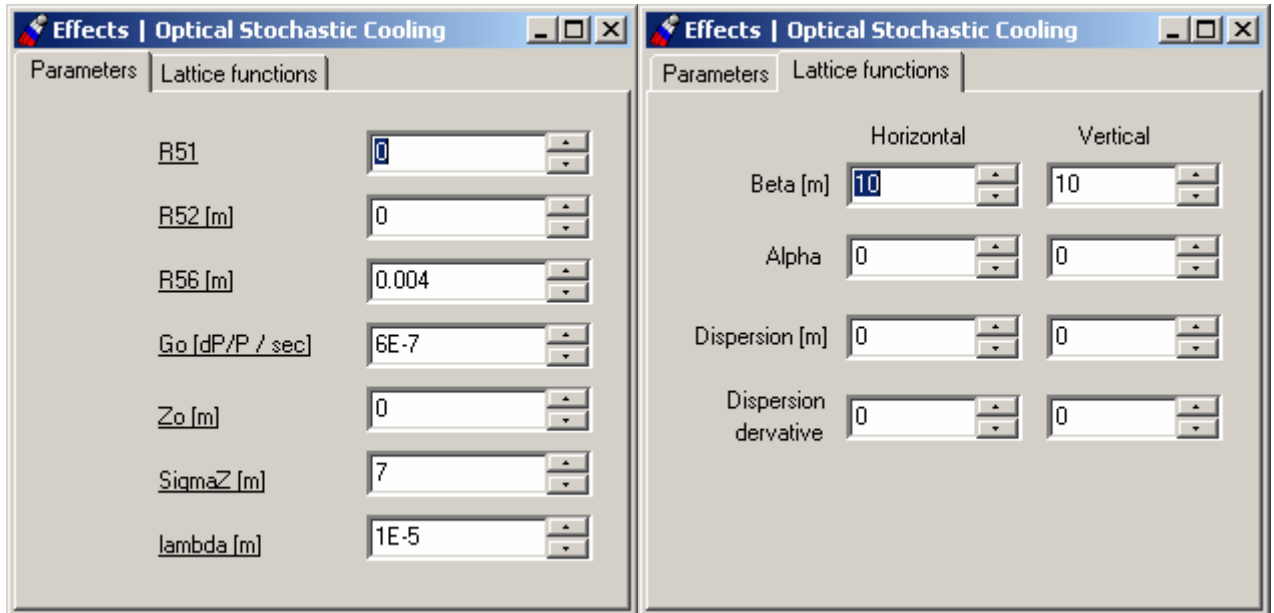 Effects | Optical Stochastic Cooling
Parameters Lattice functions
R51 0
R52 [m] 0
R56 [m] 0.004
Go [dP/P / sec] 6E-7
Zo [m] 0
SigmaZ [m] 7
lambda [m] 1E-5
Effects | Optical Stochastic Cooling
Parameters Lattice functions
Horizontal Vertical
Beta [m] 10 10
Alpha 0 0
Dispersion [m] 0 0
Dispersion
dervative 0 0